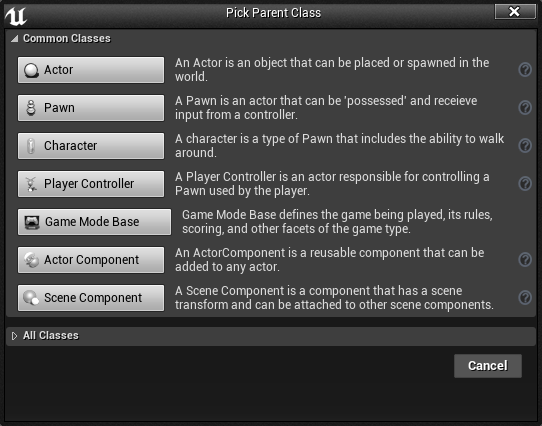 Pick Parent Class
Common Classes
Actor
An Actor is an object that can be placed or spawned in the
world.
Pawn
A Pawn is an actor that can be 'possessed' and receieve
input from a controller.
Character
A character is a type of Pawn that includes the ability to walk
around.
Player Controller
A Player Controller is an actor responsible for controlling a
Pawn used by the player.
Game Mode Base
Game Mode Base defines the game being played, its rules,
scoring, and other facets of the game type.
Actor Component
An ActorComponent is a reusable component that can be
added to any actor.
Scene Component
A Scene Component is a component that has a scene
transform and can be attached to other scene components.
All Classes
Cancel